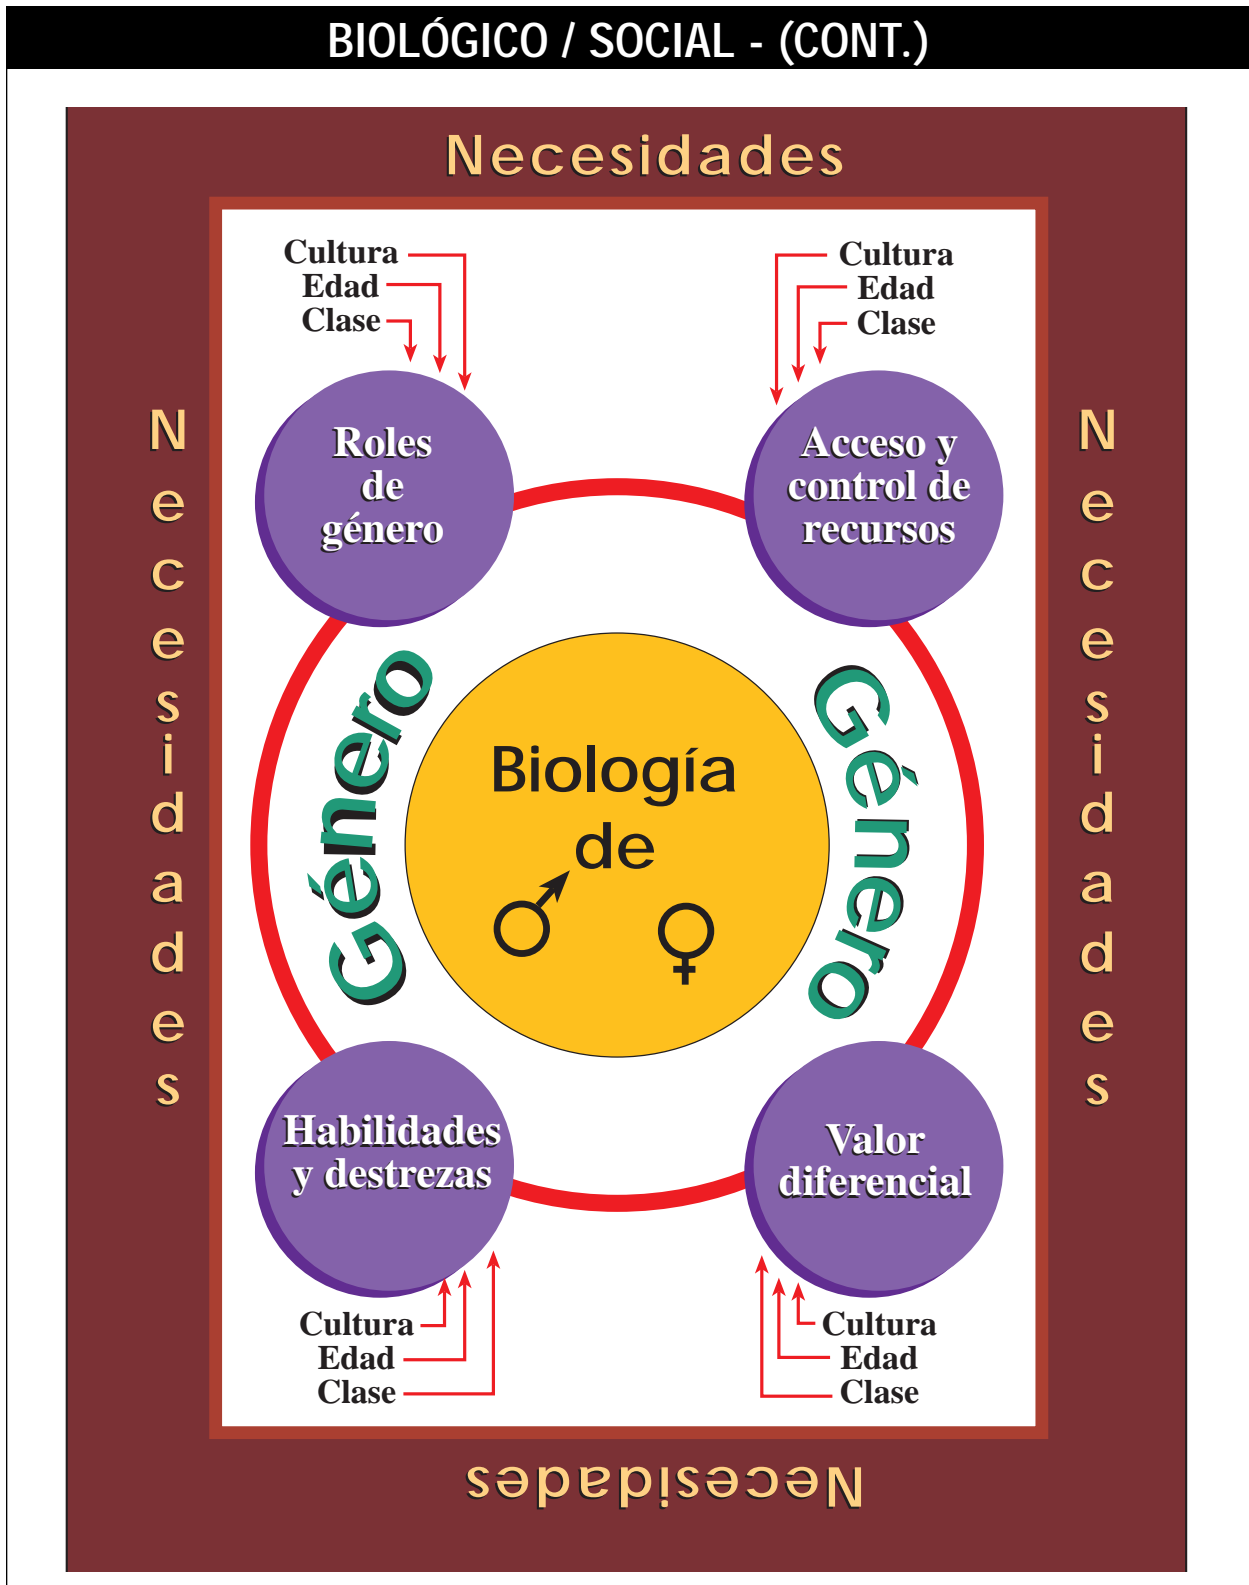 BIOLÓGICO / SOCIAL - (CONT.)
Necesidades
Necesidades
Cultura
Edad
Clase
Roles
de
género
Cultura
Edad
Clase
Acceso y
control de
recursos
Género
Biología
de
Género
Habilidades
y destrezas
Cultura
Edad
Clase
Valor
diferencial
Cultura
Edad
Clase
Necesidades
Necesidades